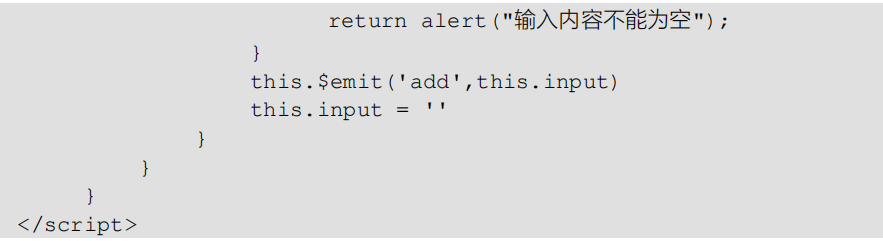 return alert("输入内容不能为空");
}
this.$emit('add',this.input)
this.input = ''
}
}
}
</script>